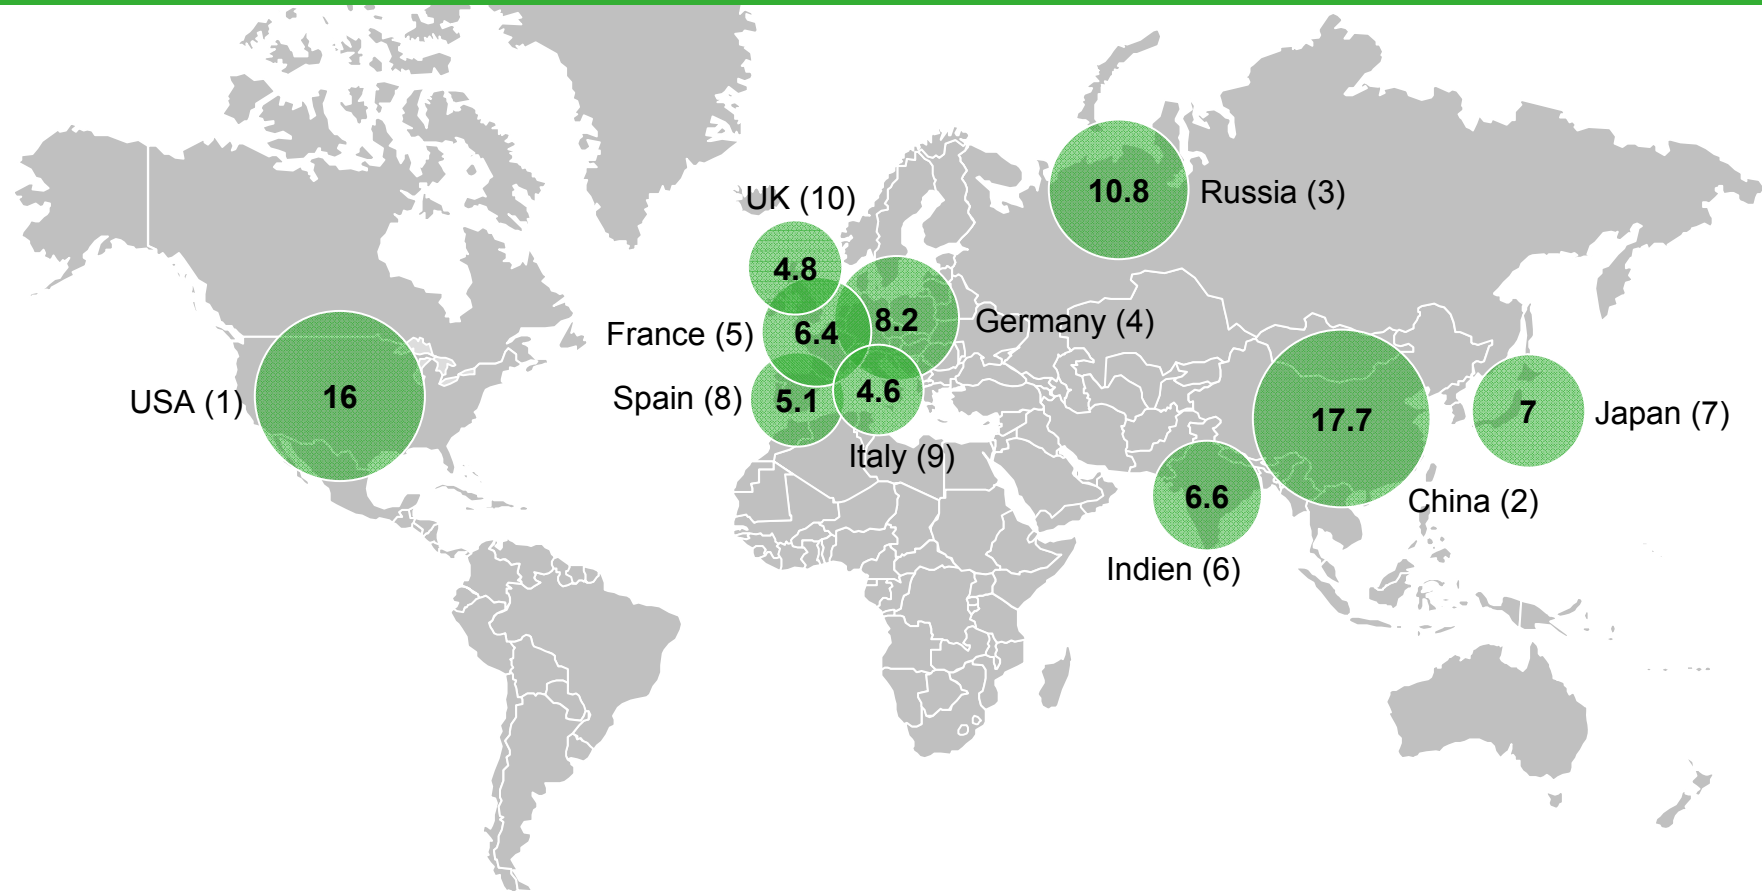 UK (10)
10.8
Russia (3)
4.8
France (5)
6.4
8.2
Germany (4)
USA (1)
16
Spain (8)
5.1
4.6
Italy (9)
17.7
China (2)
7
Japan (7)
6.6
Indien (6)